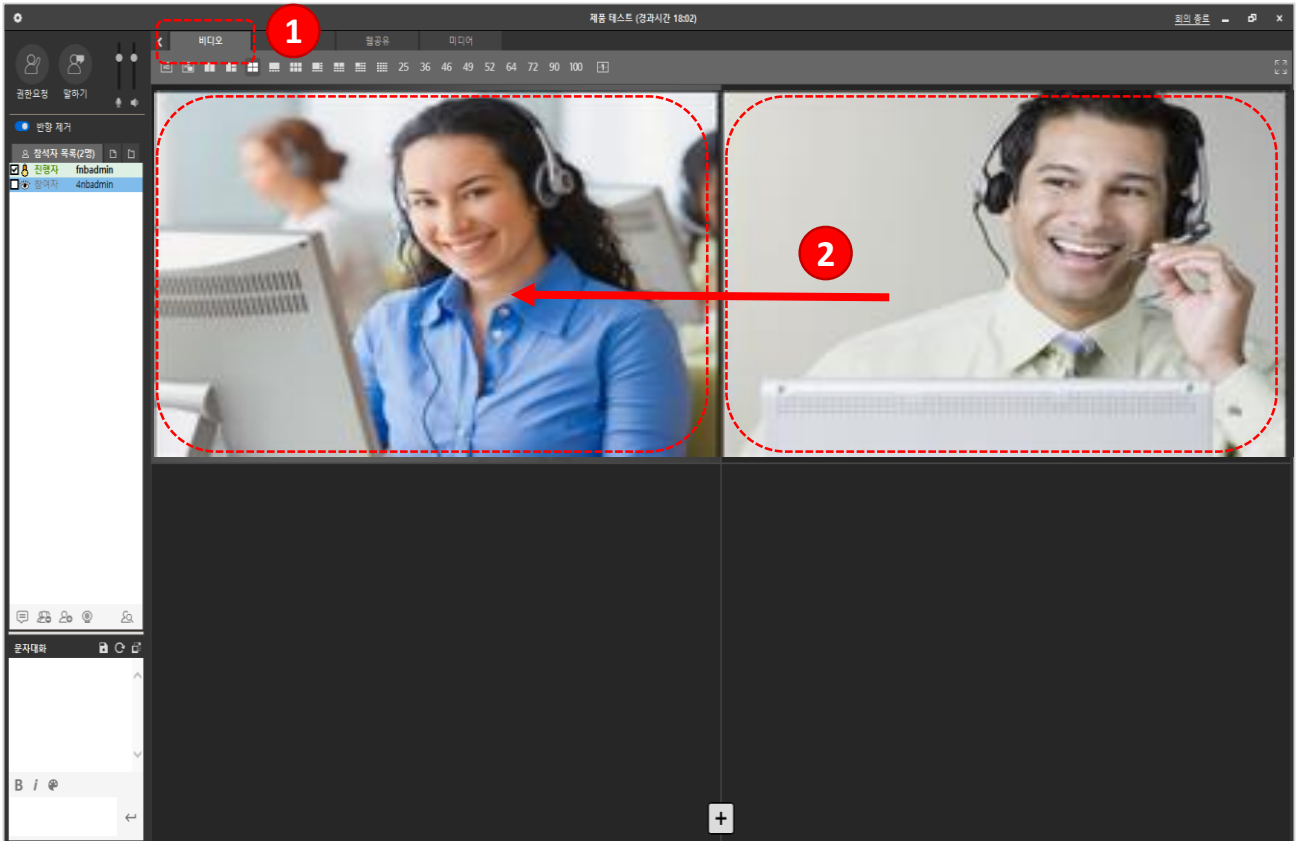 제품 테스트 (경과시간 18:02)
회의 종료
1
비디오
웹공유
미디어
25 36 46 49 52 64 72 90 100 1
권한요청 말하기
반향 제거
참석자 목록(2명)
진행자 fnbadmin
참여자 4nbadmin
2
문자대화
B i
+